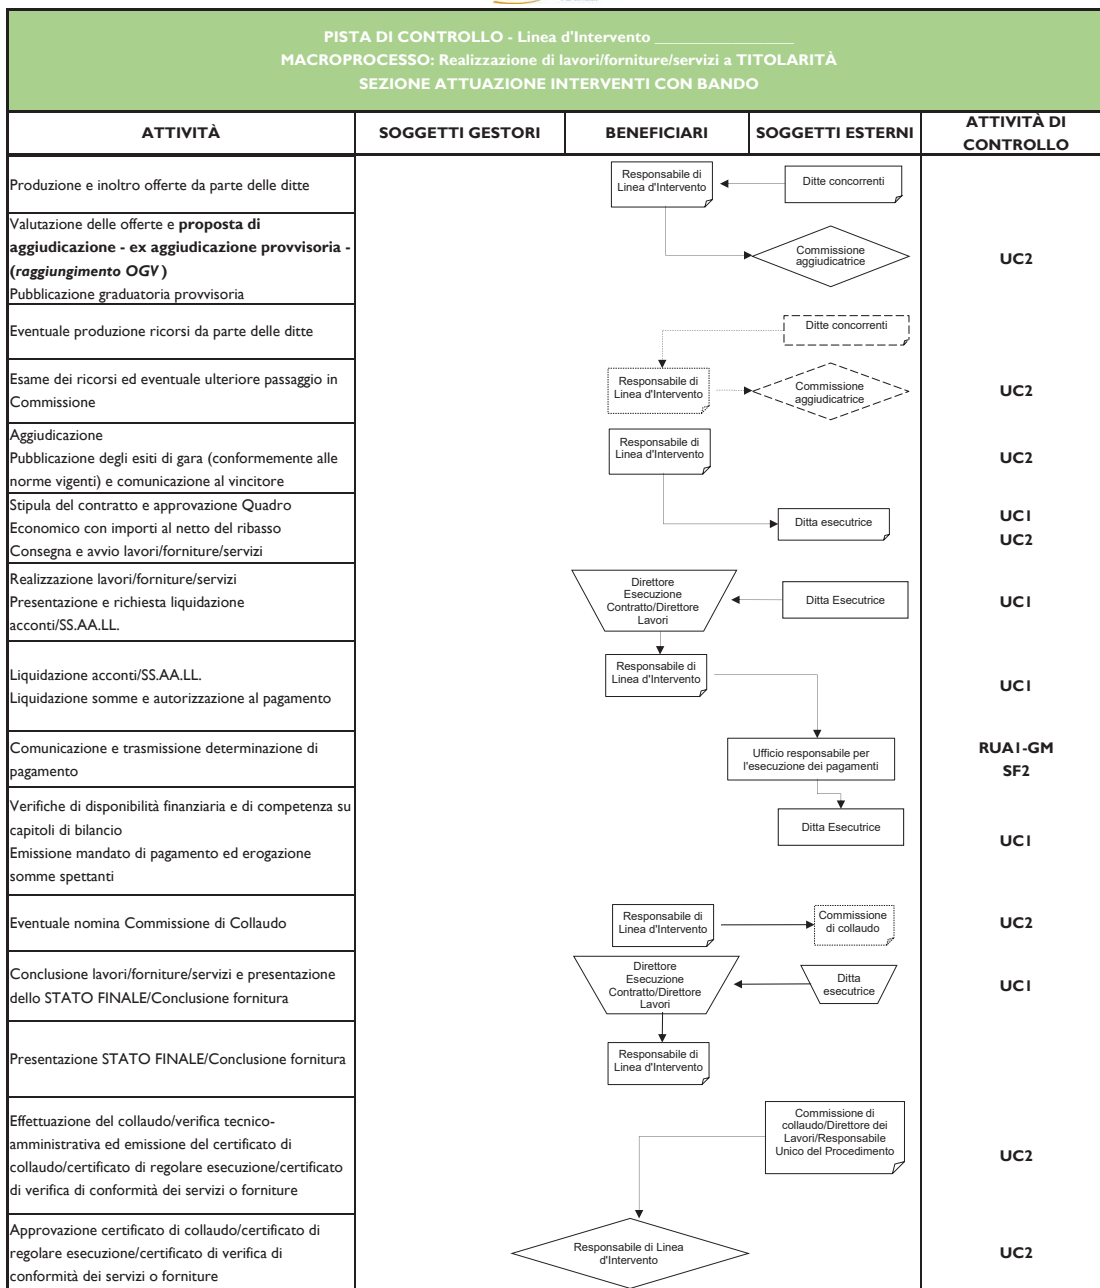 PISTA DI CONTROLLO - Linea d'Intervento ________________
MACROPROCESSO: Realizzazione di lavori/forniture/servizi a TITOLARITÀ
SEZIONE ATTUAZIONE INTERVENTI CON BANDO
ATTIVITÀ
SOGGETTI GESTORI
BENEFICIARI
SOGGETTI ESTERNI
ATTIVITÀ DI
CONTROLLO
Produzione e inoltro offerte da parte delle ditte
Responsabile di
Linea d'Intervento
Ditte concorrenti
Valutazione delle offerte e proposta di
aggiudicazione - ex aggiudicazione provvisoria -
(raggiungimento OGV)
Pubblicazione graduatoria provvisoria
Commissione
aggiudicatrice
UC2
Eventuale produzione ricorsi da parte delle ditte
Ditte concorrenti
Esame dei ricorsi ed eventuale ulteriore passaggio in
Commissione
Responsabile di
Linea d'Intervento
Commissione
aggiudicatrice
UC2
Aggiudicazione
Pubblicazione degli esiti di gara (conformemente alle
norme vigenti) e comunicazione al vincitore
Responsabile di
Linea d'Intervento
UC2
Stipula del contratto e approvazione Quadro
Economico con importi al netto del ribasso
Consegna e avvio lavori/forniture/servizi
Ditta esecutrice
UC1
UC2
Realizzazione lavori/forniture/servizi
Presentazione e richiesta liquidazione
acconti/SS.AA.LL.
Direttore
Esecuzione
Contratto/Direttore
Lavori
Ditta Esecutrice
UC1
Liquidazione acconti/SS.AA.LL.
Liquidazione somme e autorizzazione al pagamento
Responsabile di
Linea d'Intervento
UC1
Comunicazione e trasmissione determinazione di
pagamento
Ufficio responsabile per
l'esecuzione dei pagamenti
RUA1-GM
SF2
Verifiche di disponibilità finanziaria e di competenza su
capitoli di bilancio
Emissione mandato di pagamento ed erogazione
somme spettanti
Ditta Esecutrice
UC1
Eventuale nomina Commissione di Collaudo
Responsabile di
Linea d'Intervento
Commissione
di collaudo
UC2
Conclusione lavori/forniture/servizi e presentazione
dello STATO FINALE/Conclusione fornitura
Direttore
Esecuzione
Contratto/Direttore
Lavori
Ditta
esecutrice
UC1
Presentazione STATO FINALE/Conclusione fornitura
Responsabile di
Linea d'Intervento
Effettuazione del collaudo/verifica tecnico-
amministrativa ed emissione del certificato di
collaudo/certificato di regolare esecuzione/certificato
di verifica di conformità dei servizi o forniture
Commissione di
collaudo/Direttore dei
Lavori/Responsabile
Unico del Procedimento
UC2
Approvazione certificato di collaudo/certificato di
regolare esecuzione/certificato di verifica di
conformità dei servizi o forniture
Responsabile di Linea
d'Intervento
UC2